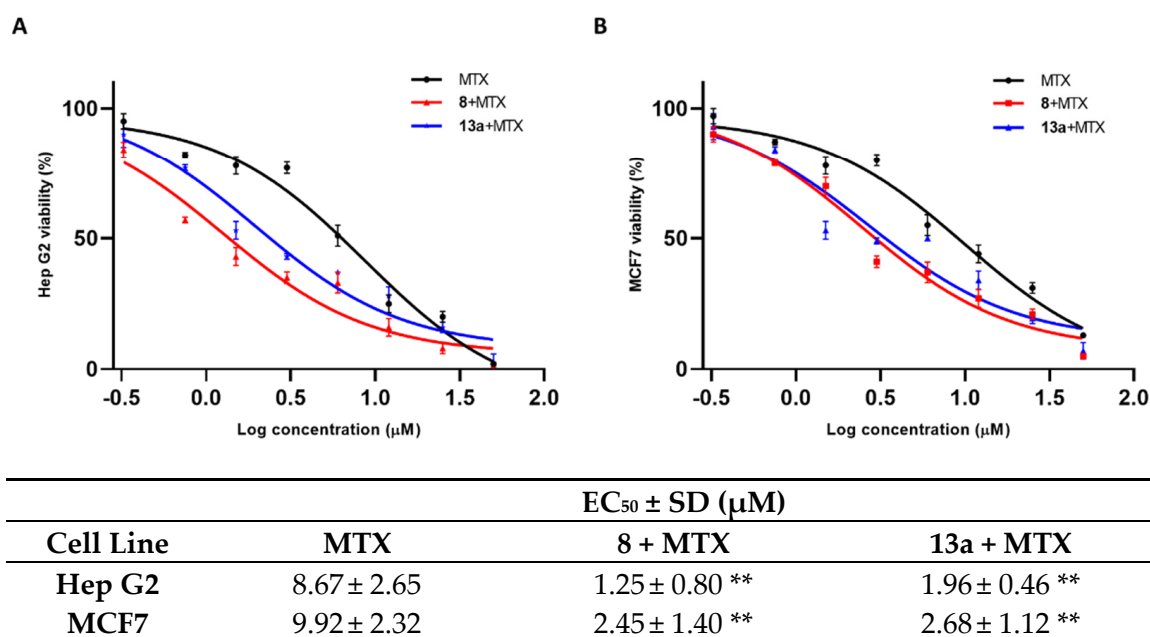 A
B
MTX
8+MTX
13a+MTX
MTX
8+MTX
13a+MTX
Hep G2 viability (%)
100
50
0
-0.5 0.0 0.5 1.0 1.5 2.0
Log concentration (μM)
MCF7 viability (%)
100
50
0
-0.5 0.0 0.5 1.0 1.5 2.0
Log concentration (μM)
EC₅₀ ± SD (μM)
Cell Line MTX 8 + MTX 13a + MTX
Hep G2 8.67 ± 2.65 1.25 ± 0.80 ** 1.96 ± 0.46 **
MCF7 9.92 ± 2.32 2.45 ± 1.40 ** 2.68 ± 1.12 **